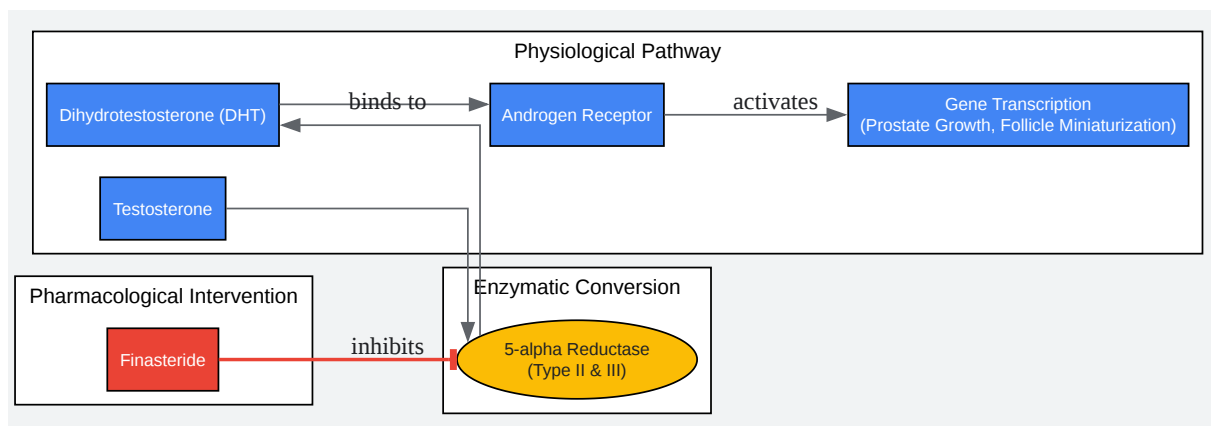 Physiological Pathway
Dihydrotestosterone (DHT)
binds to
Androgen Receptor
activates
Gene Transcription
(Prostate Growth, Follicle Miniaturization)
Testosterone
Pharmacological Intervention
Finasteride
inhibits
Enzymatic Conversion
5-alpha Reductase
(Type II & III)